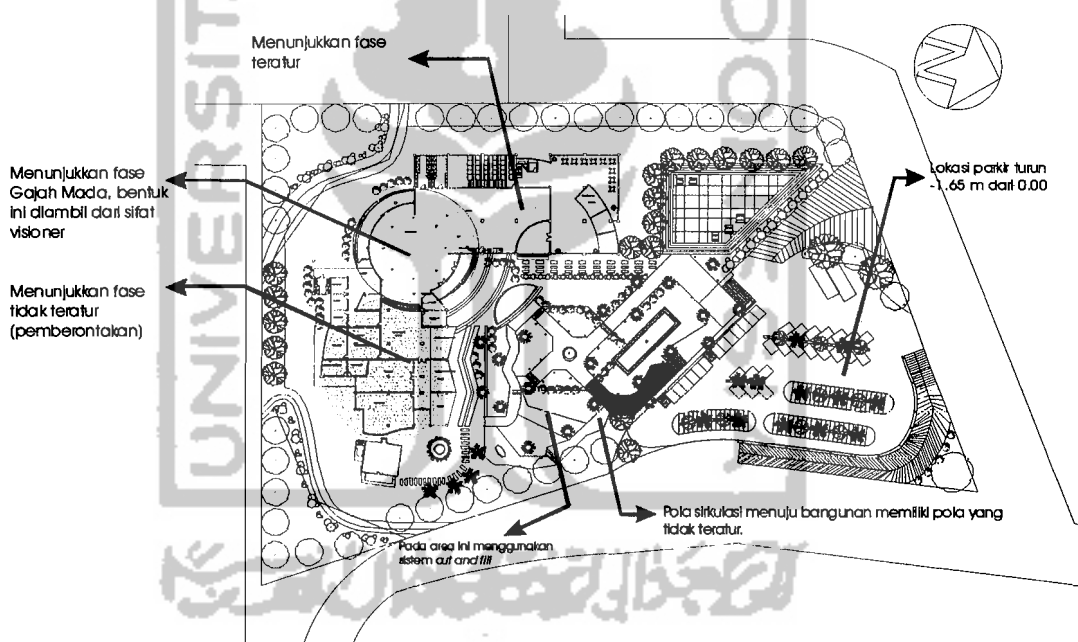 Menunjukkan fase
teratur
Menunjukkan fase
Gajah Mada, bentuk
ini diambil dari sifat
visioner
Menunjukkan fase
tidak teratur
(pemberontakan)
Lokasi parkir turun
-1.65 m dari 0.00
Pola sirkulasi menuju bangunan memiliki pola yang
tidak teratur.
Pada area ini menggunakan
sistem cut and fill
N
UNIVERSIT